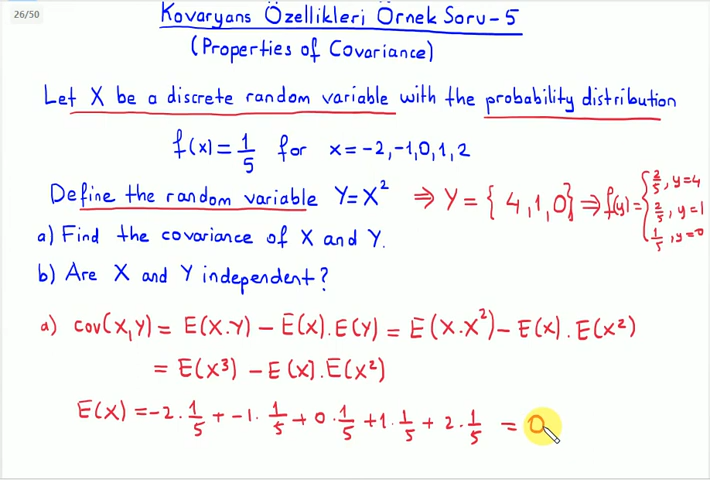 26/50
Kovaryans Özellikleri Örnek Soru-5
(Properties of Covariance)
Let X be a discrete random variable with the probability distribution
f(x)=1/5 for x=-2,-1,0,1,2
Define the random variable Y=X² ⇒ Y={4,1,0} ⇒ f(y)={2/5, y=4
2/5, y=1
1/5, y=0
a) Find the covariance of X and Y.
b) Are X and Y independent?
a) cov(X,Y)= E(X.Y) - E(X).E(Y) = E(X.X²) - E(X).E(X²)
= E(X³) - E(X).E(X²)
E(X)=-2.1/5 + -1.1/5 + 0.1/5 +1.1/5 + 2.1/5 = 0